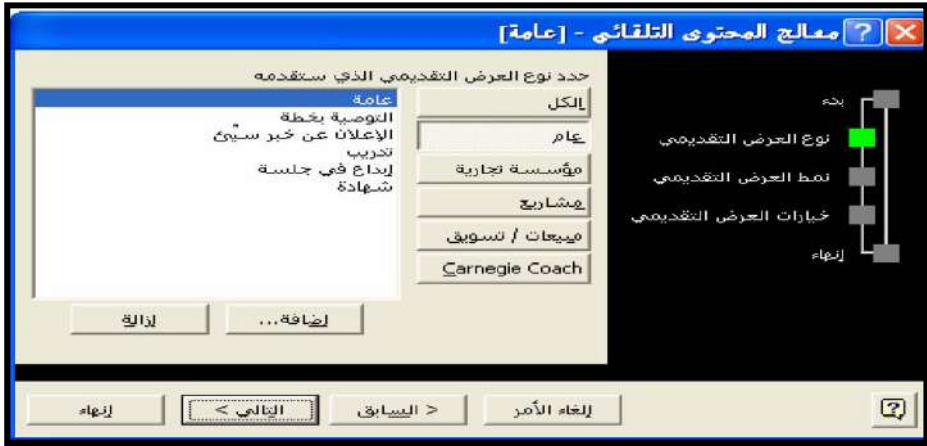 معالج المحتوى التلقائي - [عامة]
بدء
نوع العرض التقديمي
نمط العرض التقديمي
خيارات العرض التقديمي
إنهاء
حدد نوع العرض التقديمي الذي ستقدمه
إلكل
عام
مؤسسة تجارية
مشاريع
مبيعات / تسويق
Carnegie Coach
عامة
التوصية بخطة
الإعلان عن خبر سيّئ
تدريب
إبداع في جلسة
شهادة
إضافة...
إزالة
إلغاء الأمر
< السابق
التالي >
إنهاء